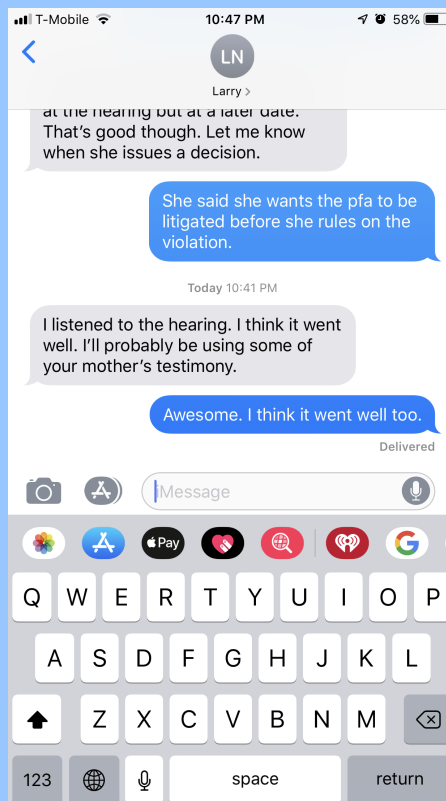 T-Mobile 10:47 PM 58%
LN
Larry >
at the hearing but at a later date.
That's good though. Let me know
when she issues a decision.
She said she wants the pfa to be
litigated before she rules on the
violation.
Today 10:41 PM
I listened to the hearing. I think it went
well. I'll probably be using some of
your mother's testimony.
Awesome. I think it went well too.
Delivered
iMessage
Pay
G
Q W E R T Y U I O P
A S D F G H J K L
Z X C V B N M
123 space return